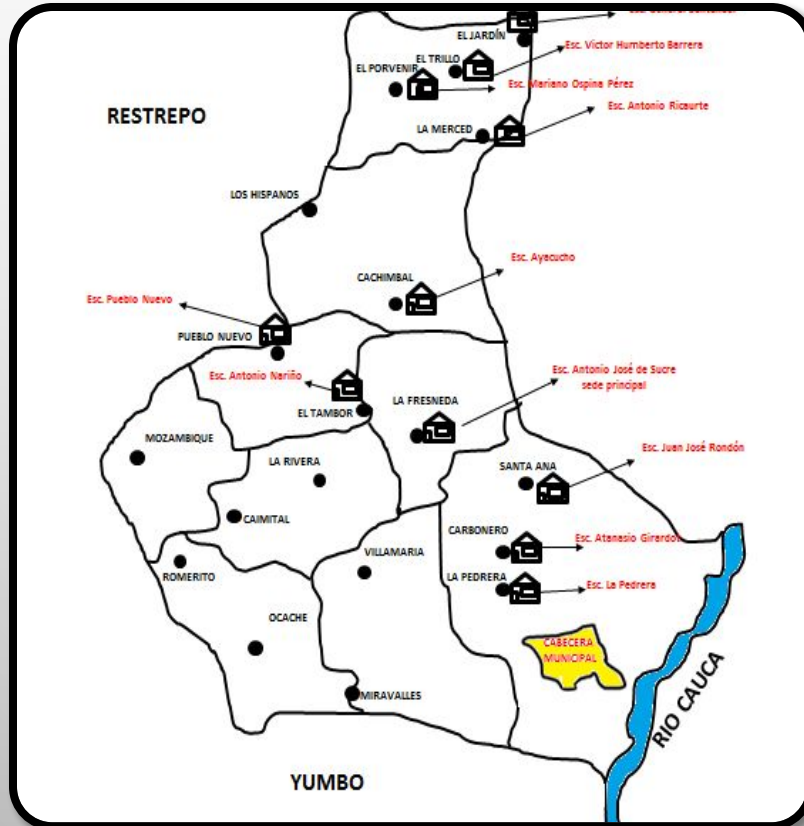 EL JARDÍN
Esc. Victor Humberto Barrera
EL TRILLO
EL PORVENIR
Esc. Mariano Ospina Pérez
RESTREPO
Esc. Antonio Ricaurte
LA MERCED
LOS HISPANOS
Esc. Ayacucho
CACHIMBAL
Esc. Pueblo Nuevo
PUEBLO NUEVO
Esc. Antonio Nariño
Esc. Antonio José de Sucre
sede principal
LA FRESNEDA
EL TAMBOR
MOZAMBIQUE
Esc. Juan José Rondón
LA RIVERA
SANTA ANA
CAIMITAL
CARBONERO
Esc. Atanasio Girardot
VILLAMARIA
ROMERITO
LA PEDRERA
Esc. La Pedrera
OCACHE
CABECERA
MUNICIPAL
MIRAVALLES
RIO CAUCA
YUMBO